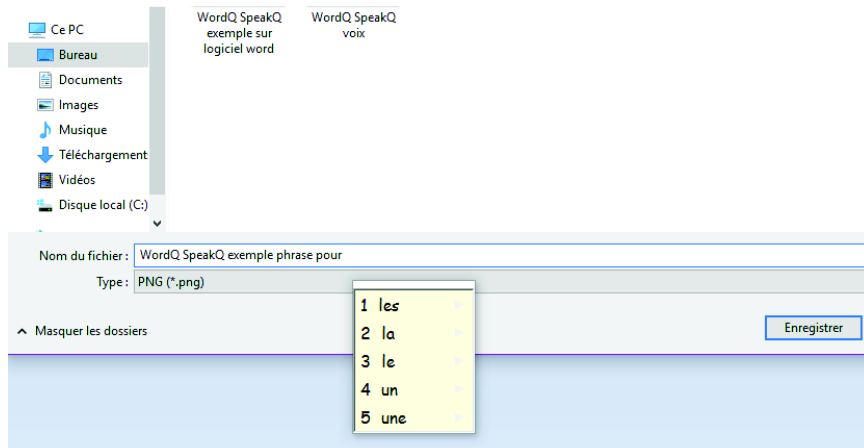 Ce PC
Bureau
Documents
Images
Musique
Téléchargement
Vidéos
Disque local (C:)
WordQ SpeakQ
exemple sur
logiciel word
WordQ SpeakQ
voix
Nom du fichier : WordQ SpeakQ exemple phrase pour
Type : PNG (*.png)
1 les
2 la
3 le
4 un
5 une
Masquer les dossiers
Enregistrer